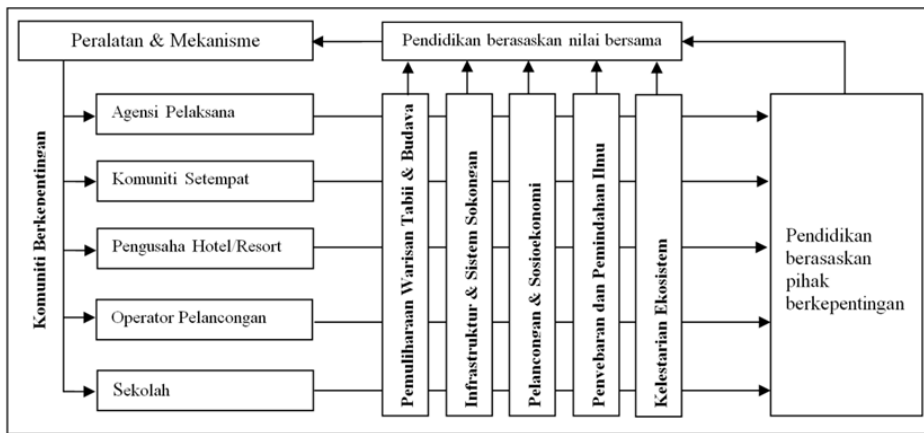 Peralatan & Mekanisme
Pendidikan berasaskan nilai bersama
Komuniti Berkepentingan
Agensi Pelaksana
Komuniti Setempat
Pengusaha Hotel/Resort
Operator Pelancongan
Sekolah
Pemuliharaan Warisan Tabii & Budaya
Infrastruktur & Sistem Sokongan
Pelancongan & Sosioekonomi
Penyebaran dan Pemindahan Ilmu
Kelestarian Ekosistem
Pendidikan
berasaskan
pihak
berkepentingan